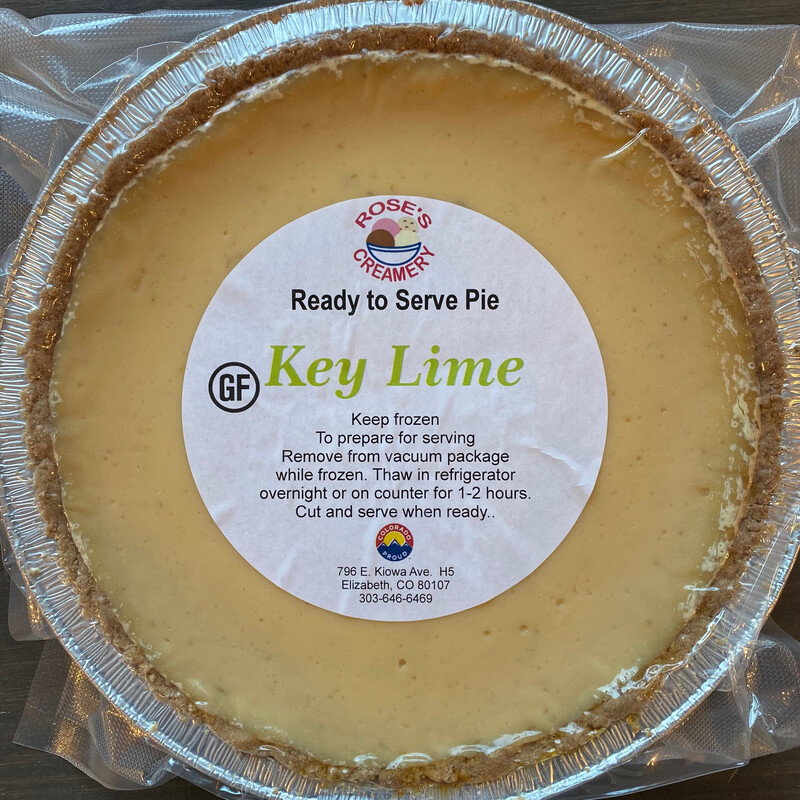 ROSE'S
CREAMERY
Ready to Serve Pie
GF
Key Lime
Keep frozen
To prepare for serving
Remove from vacuum package
while frozen. Thaw in refrigerator
overnight or on counter for 1-2 hours.
Cut and serve when ready..
COLORADO
PROUD
796 E. Kiowa Ave. H5
Elizabeth, CO 80107
303-646-6469